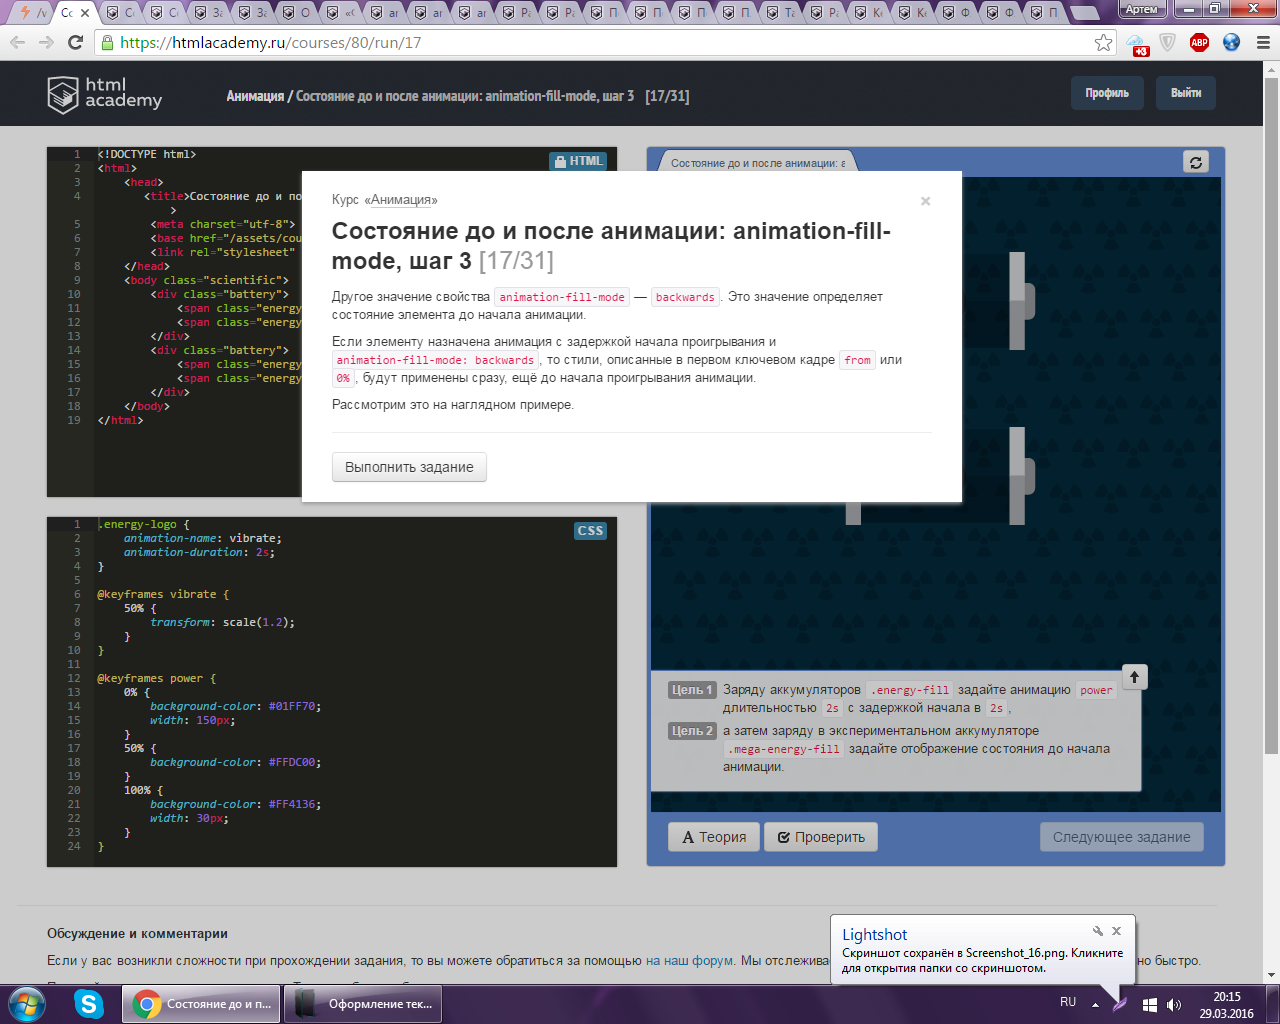 Артем
https://htmlacademy.ru/courses/80/run/17
ABP
+3
html
academy
Анимация / Состояние до и после анимации: animation-fill-mode, шаг 3 [17/31]
Профиль
Выйти
HTML
1 <!DOCTYPE html>
2 <html>
3 <head>
4 <title>Состояние до и по
>
5 <meta charset="utf-8">
6 <base href="/assets/cou
7 <link rel="stylesheet"
8 </head>
9 <body class="scientific">
10 <div class="battery">
11 <span class="energy
12 <span class="energy
13 </div>
14 <div class="battery">
15 <span class="energy
16 <span class="energy
17 </div>
18 </body>
19 </html>
Состояние до и после анимации: a
Курс «Анимация»
×
Состояние до и после анимации: animation-fill-
mode, шаг 3 [17/31]
Другое значение свойства animation-fill-mode — backwards. Это значение определяет
состояние элемента до начала анимации.
Если элементу назначена анимация с задержкой начала проигрывания и
animation-fill-mode: backwards, то стили, описанные в первом ключевом кадре from или
0%, будут применены сразу, ещё до начала проигрывания анимации.
Рассмотрим это на наглядном примере.
Выполнить задание
CSS
1 .energy-logo {
2 animation-name: vibrate;
3 animation-duration: 2s;
4 }
5
6 @keyframes vibrate {
7 50% {
8 transform: scale(1.2);
9 }
10 }
11
12 @keyframes power {
13 0% {
14 background-color: #01FF70;
15 width: 150px;
16 }
17 50% {
18 background-color: #FFDC00;
19 }
20 100% {
21 background-color: #FF4136;
22 width: 30px;
23 }
24 }
Цель 1 Заряду аккумуляторов .energy-fill задайте анимацию power
длительностью 2s с задержкой начала в 2s,
Цель 2 а затем заряду в экспериментальном аккумуляторе
.mega-energy-fill задайте отображение состояния до начала
анимации.
Теория
Проверить
Следующее задание
Обсуждение и комментарии
Если у вас возникли сложности при прохождении задания, то вы можете обратиться за помощью на наш форум. Мы отслежива
но быстро.
Lightshot
Скриншот сохранён в Screenshot_16.png. Кликните
для открытия папки со скриншотом.
Состояние до и п...
Оформление тек...
RU
20:15
29.03.2016